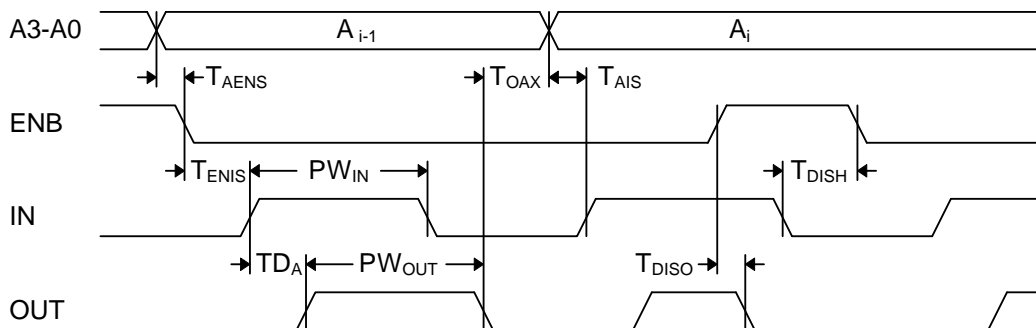 A3-A0 A i-1 Ai
TAENS TOAX TAIS
ENB
TENIS PWIN TDISH
IN
TDA PWOUT TDISO
OUT